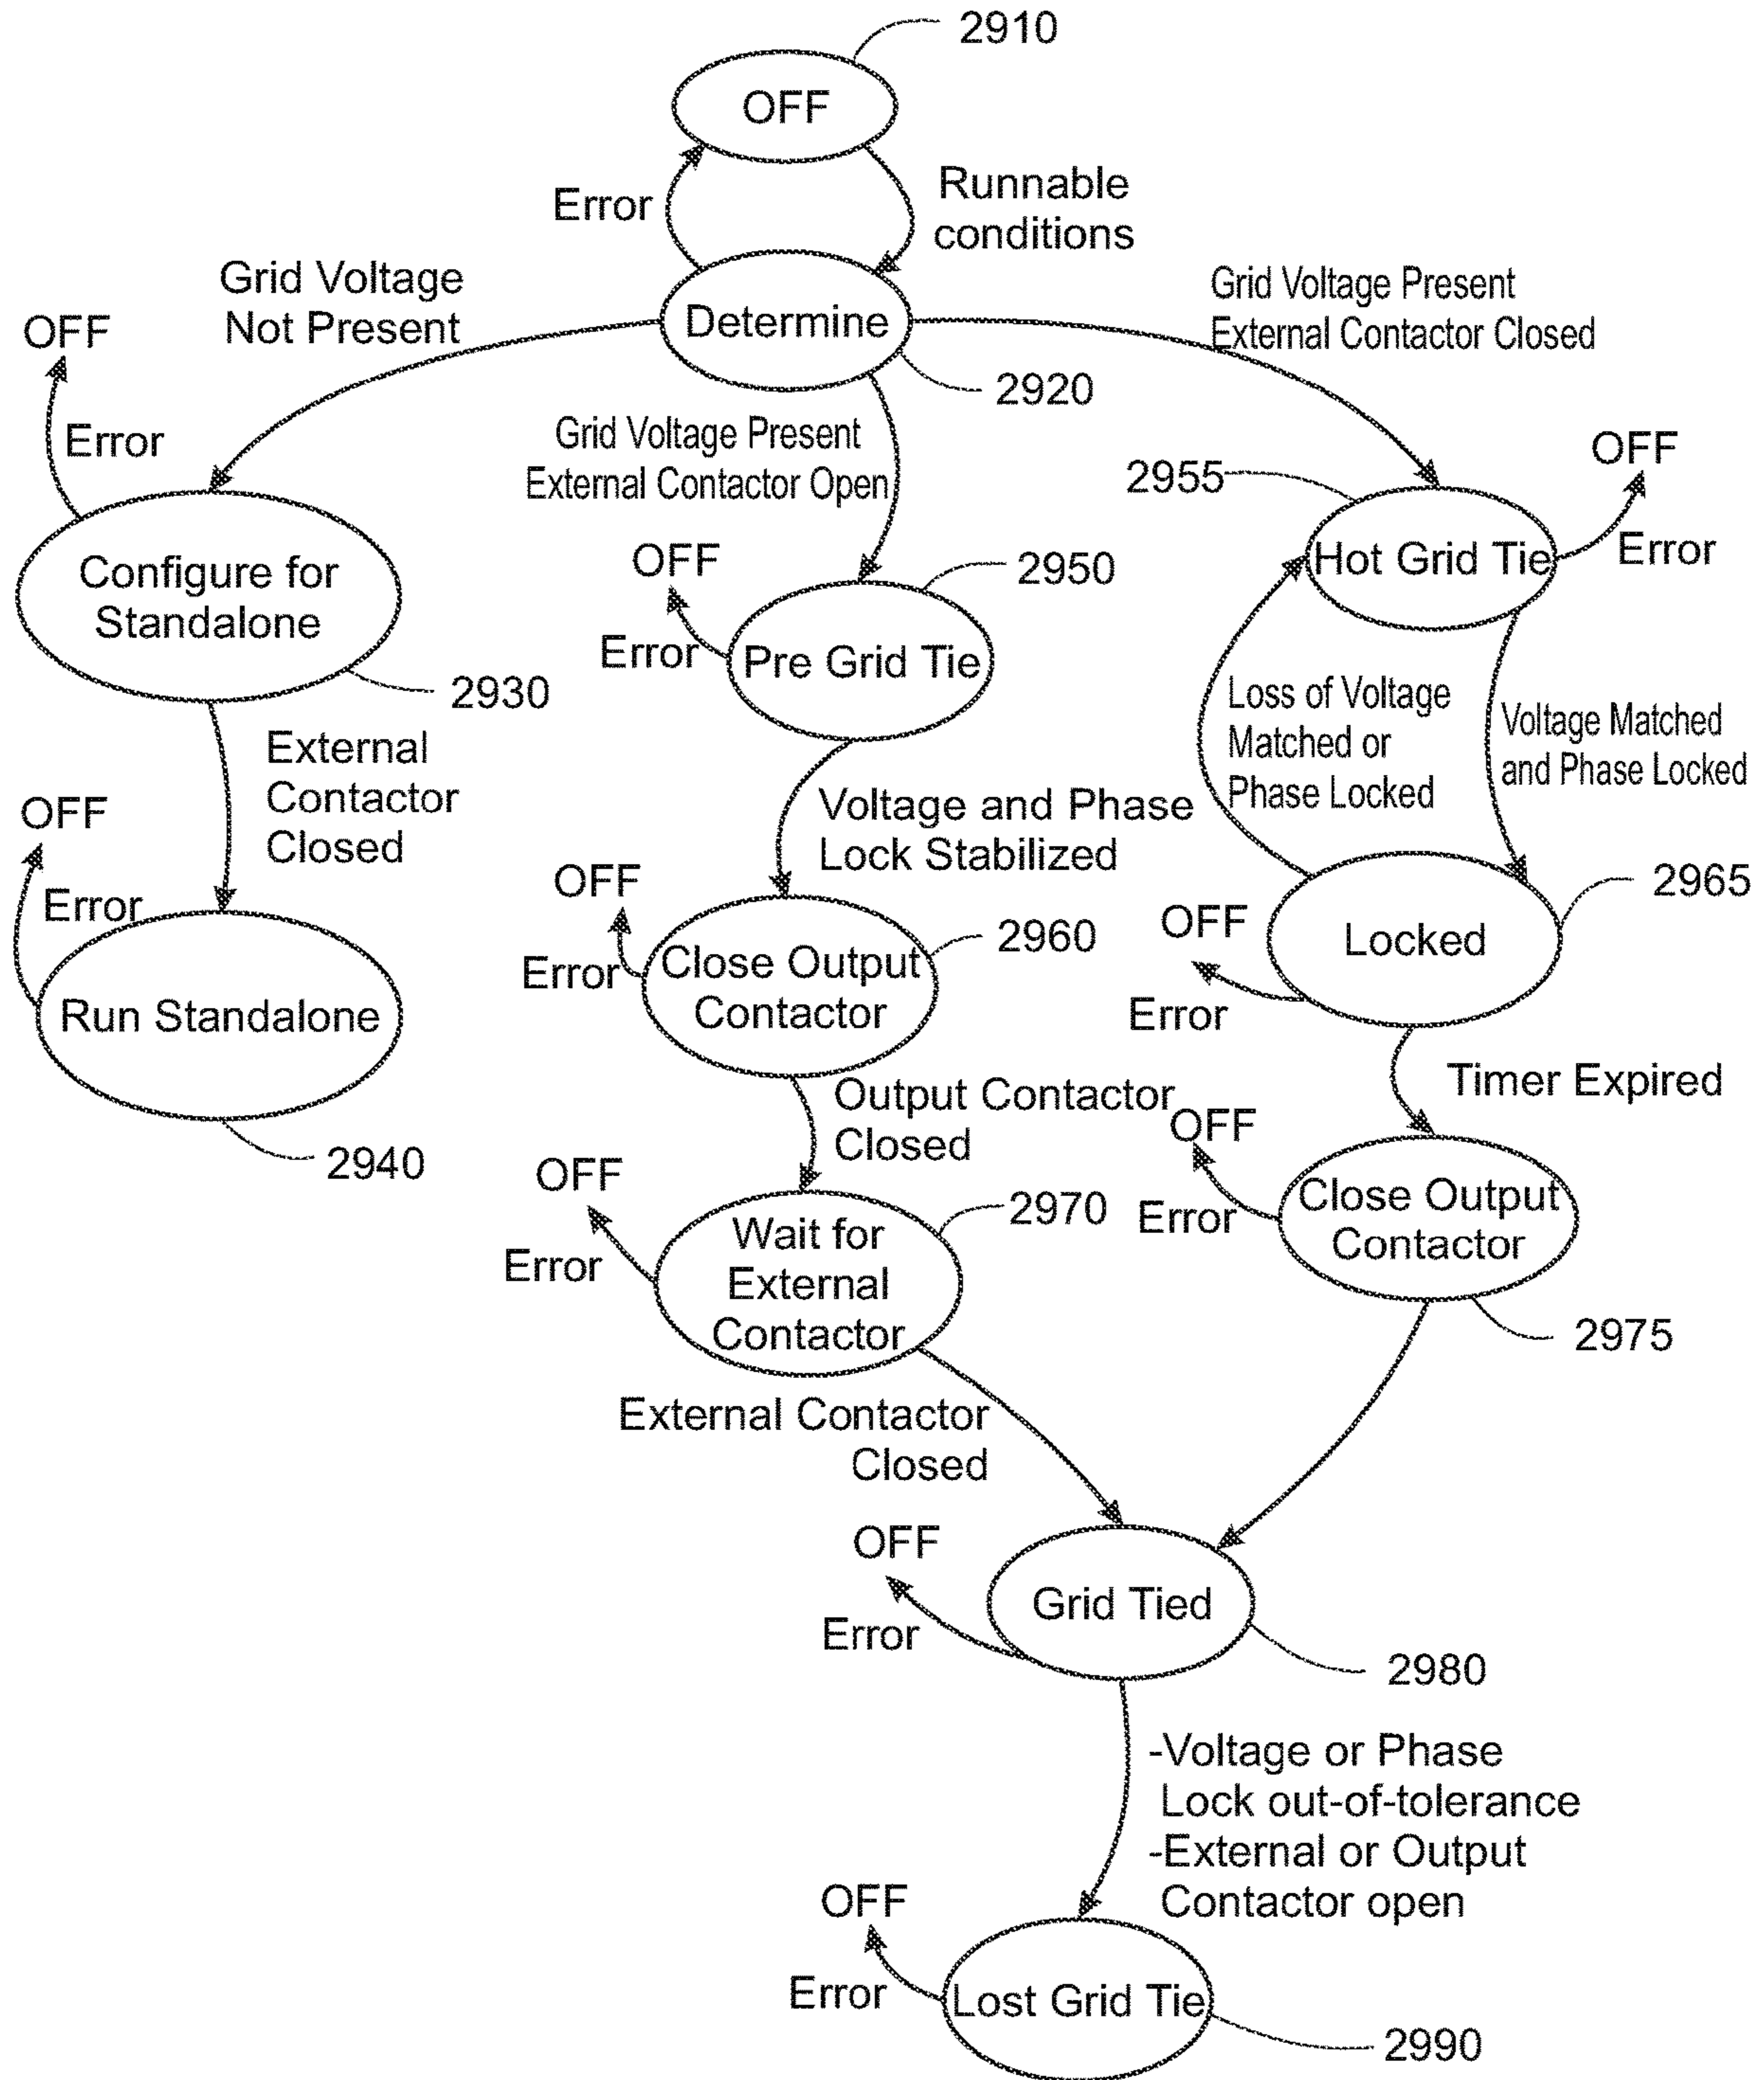 2910
OFF
Error
Runnable
conditions
Grid Voltage
Not Present
Determine
2920
Grid Voltage Present
External Contactor Closed
OFF
Error
Grid Voltage Present
External Contactor Open
2955
OFF
Error
Hot Grid Tie
Configure for
Standalone
2930
OFF
Error
2950
Pre Grid Tie
External
Contactor
Closed
Loss of Voltage
Matched or
Phase Locked
Voltage Matched
and Phase Locked
Voltage and Phase
Lock Stabilized
OFF
Error
Run Standalone
2940
OFF
Error
Close Output
Contactor
2960
OFF
Error
Locked
2965
Timer Expired
Output Contactor
Closed
OFF
Error
Close Output
Contactor
2975
OFF
Error
Wait for
External
Contactor
2970
External Contactor
Closed
OFF
Error
Grid Tied
2980
-Voltage or Phase
Lock out-of-tolerance
-External or Output
Contactor open
OFF
Error
Lost Grid Tie
2990